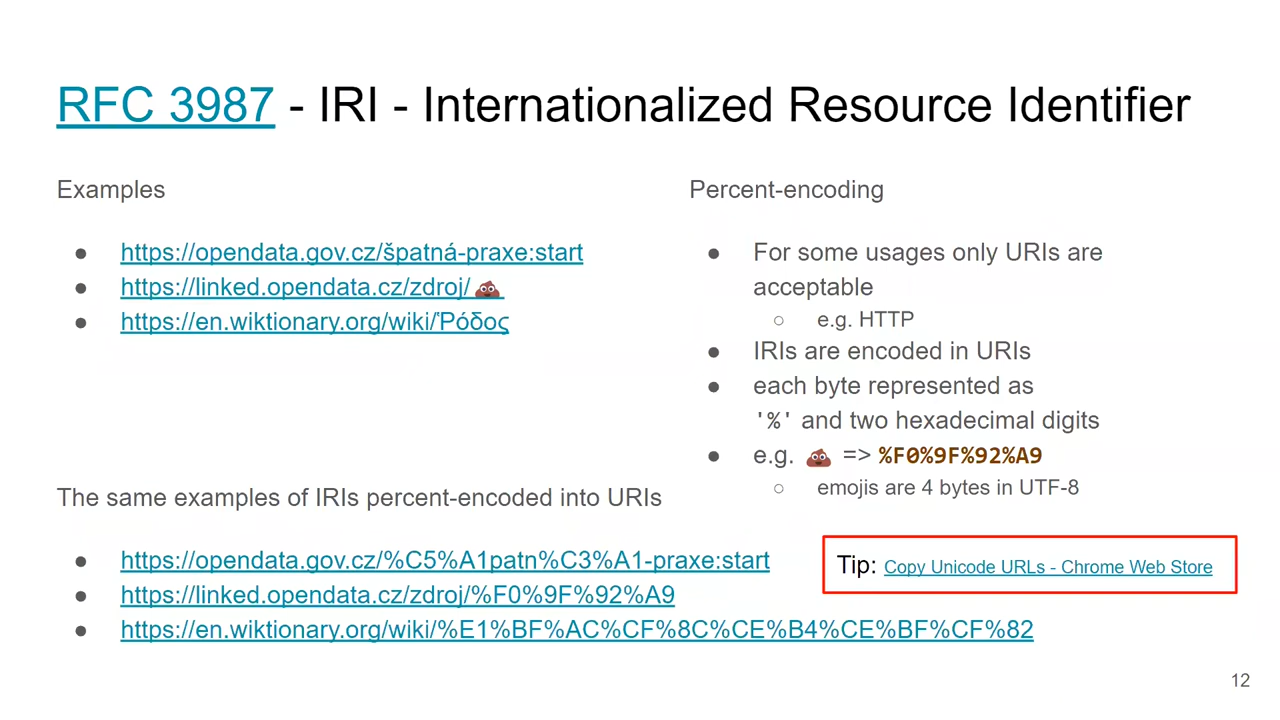 RFC 3987 - IRI - Internationalized Resource Identifier
Examples
● https://opendata.gov.cz/špatná-praxe:start
● https://linked.opendata.cz/zdroj/💩
● https://en.wiktionary.org/wiki/Ῥόδος
The same examples of IRIs percent-encoded into URIs
● https://opendata.gov.cz/%C5%A1patn%C3%A1-praxe:start
● https://linked.opendata.cz/zdroj/%F0%9F%92%A9
● https://en.wiktionary.org/wiki/%E1%BF%AC%CF%8C%CE%B4%CE%BF%CF%82
Percent-encoding
● For some usages only URIs are
acceptable
○ e.g. HTTP
● IRIs are encoded in URIs
● each byte represented as
'%' and two hexadecimal digits
● e.g. 💩 => %F0%9F%92%A9
○ emojis are 4 bytes in UTF-8
Tip: Copy Unicode URLs - Chrome Web Store
12